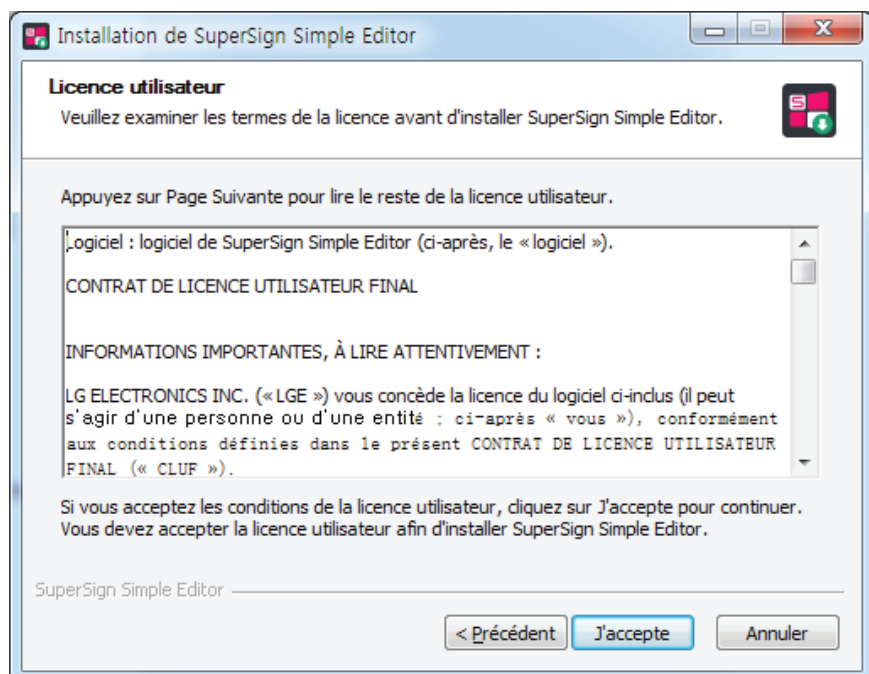 Installation de SuperSign Simple Editor
Licence utilisateur
Veuillez examiner les termes de la licence avant d'installer SuperSign Simple Editor.
S
Appuyez sur Page Suivante pour lire le reste de la licence utilisateur.
Logiciel : logiciel de SuperSign Simple Editor (ci-après, le « logiciel »).
CONTRAT DE LICENCE UTILISATEUR FINAL
INFORMATIONS IMPORTANTES, À LIRE ATTENTIVEMENT :
LG ELECTRONICS INC. (« LGE ») vous concède la licence du logiciel ci-inclus (il peut
s'agir d'une personne ou d'une entité ; ci-après « vous »), conformément
aux conditions définies dans le présent CONTRAT DE LICENCE UTILISATEUR
FINAL (« CLUF »).
Si vous acceptez les conditions de la licence utilisateur, cliquez sur J'accepte pour continuer.
Vous devez accepter la licence utilisateur afin d'installer SuperSign Simple Editor.
SuperSign Simple Editor
< Précédent J'accepte Annuler